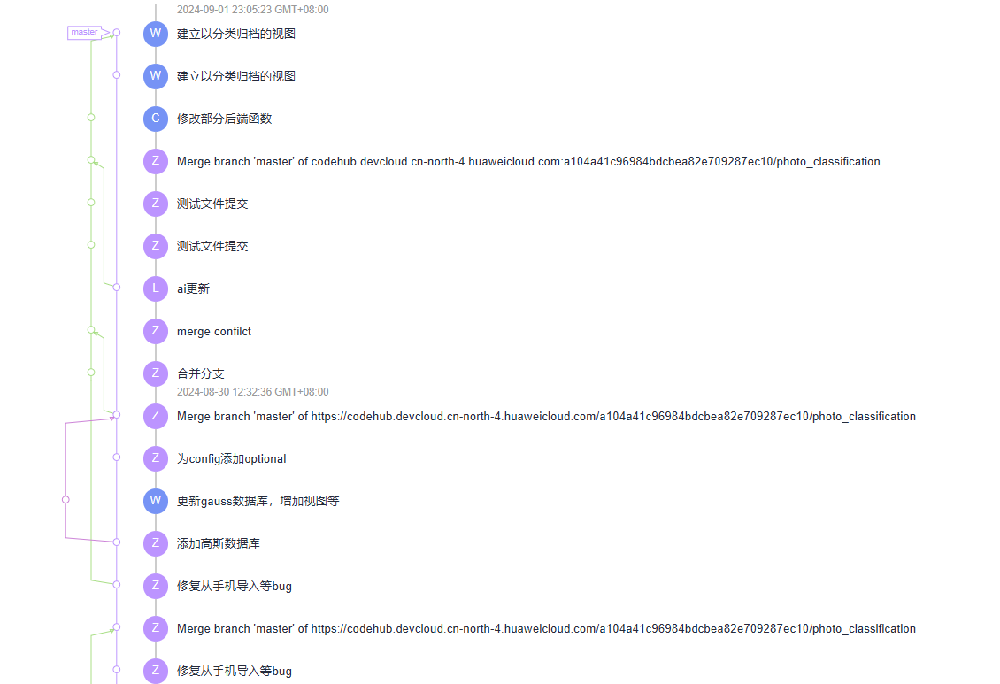 2024-09-01 23:05:23 GMT+08:00
master
W 建立以分类归档的视图
W 建立以分类归档的视图
C 修改部分后端函数
Z Merge branch 'master' of codehub.devcloud.cn-north-4.huaweicloud.com:a104a41c96984bdcbea82e709287ec10/photo_classification
Z 测试文件提交
Z 测试文件提交
L ai更新
Z merge confilct
Z 合并分支
2024-08-30 12:32:36 GMT+08:00
Z Merge branch 'master' of https://codehub.devcloud.cn-north-4.huaweicloud.com/a104a41c96984bdcbea82e709287ec10/photo_classification
Z 为config添加optional
W 更新gauss数据库，增加视图等
Z 添加高斯数据库
Z 修复从手机导入等bug
Z Merge branch 'master' of https://codehub.devcloud.cn-north-4.huaweicloud.com/a104a41c96984bdcbea82e709287ec10/photo_classification
Z 修复从手机导入等bug